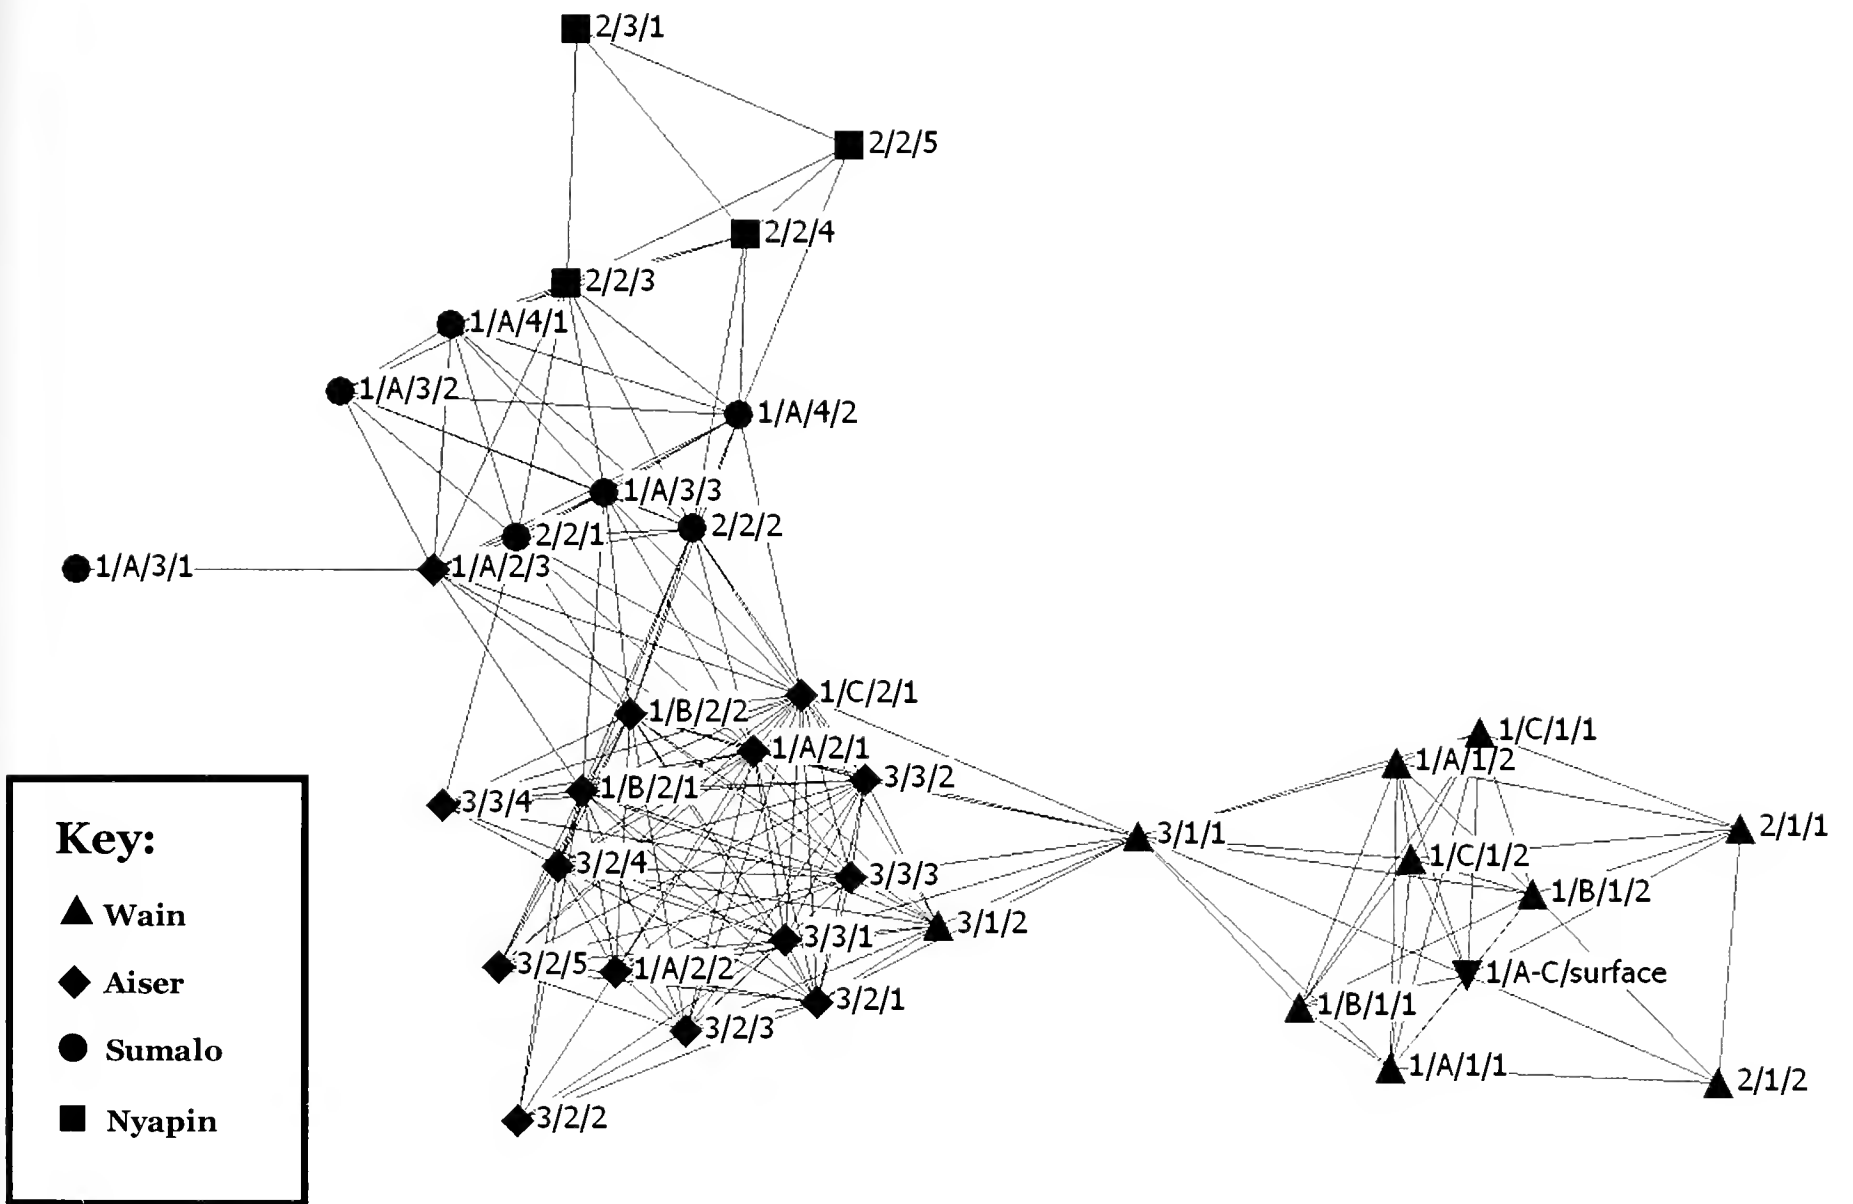 2/3/1
2/2/5
2/2/4
2/2/3
1/A/4/1
1/A/3/2
1/A/4/2
1/A/3/3
2/2/1
2/2/2
1/A/3/1
1/A/2/3
1/C/2/1
1/B/2/2
1/A/2/1
3/3/2
3/3/4
1/B/2/1
3/2/4
3/3/3
3/1/2
3/3/1
3/2/5
1/A/2/2
3/2/1
3/2/3
3/2/2
3/1/1
1/C/1/1
1/A/1/2
2/1/1
1/C/1/2
1/B/1/2
1/A-C/surface
1/B/1/1
1/A/1/1
2/1/2
Key:
Wain
Aiser
Sumalo
Nyapin